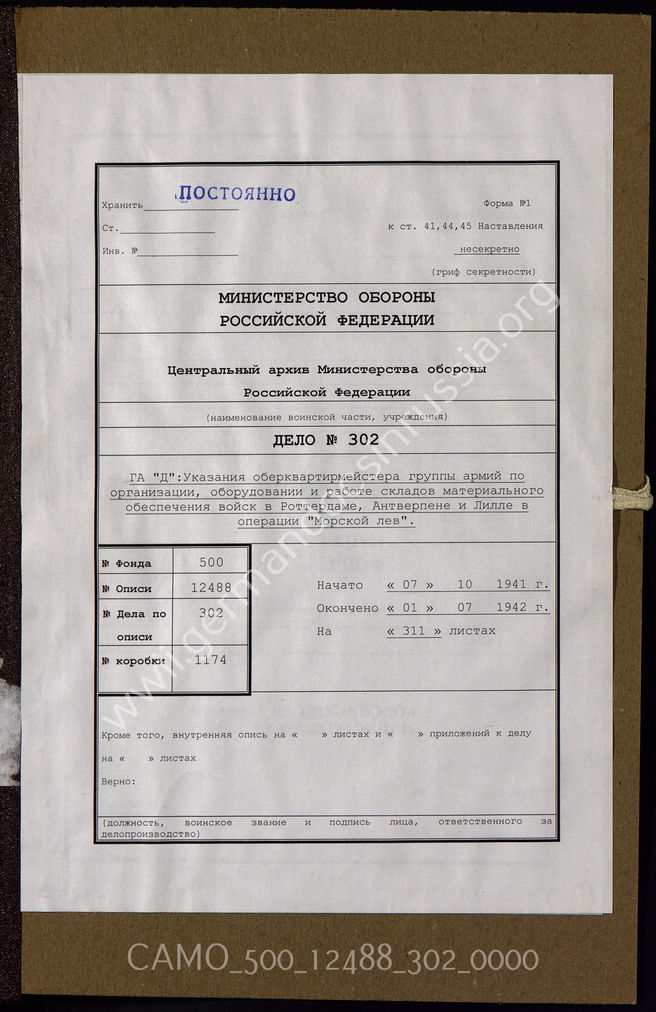 Хранить ПОСТОЯННО
Форма №1
Ст.
к ст. 41,44,45 Наставления
Инв. №
несекретно
(гриф секретности)
МИНИСТЕРСТВО ОБОРОНЫ
РОССИЙСКОЙ ФЕДЕРАЦИИ
Центральный архив Министерства обороны
Российской Федерации
(наименование воинской части, учреждения)
ДЕЛО № 302
ГА "Д":Указания оберквартирмейстера группы армий по
организации, оборудовании и работе складов материального
обеспечения войск в Роттердаме, Антверпене и Лилле в
операции "Морской лев".
№ Фонда 500
№ Описи 12488
№ Дела по 302
описи
№ коробки 1174
Начато « 07 » 10 1941 г.
Окончено « 01 » 07 1942 г.
На « 311 » листах
Кроме того, внутренняя опись на « » листах и « » приложений к делу
на « » листах
Верно:
(должность, воинское звание и подпись лица, ответственного за
делопроизводство)
www.germandocsinrussia.org
CAMO_500_12488_302_0000